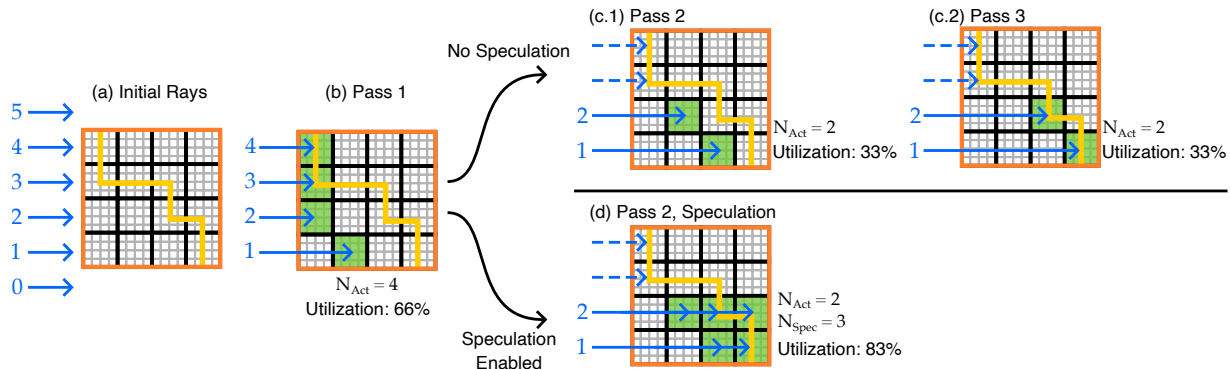 (a) Initial Rays
5
4
3
2
1
0
(b) Pass 1
4
3
2
1
N_Act = 4
Utilization: 66%
No Speculation
Speculation
Enabled
(c.1) Pass 2
2
1
N_Act = 2
Utilization: 33%
(c.2) Pass 3
2
1
N_Act = 2
Utilization: 33%
(d) Pass 2, Speculation
2
1
N_Act = 2
N_Spec = 3
Utilization: 83%